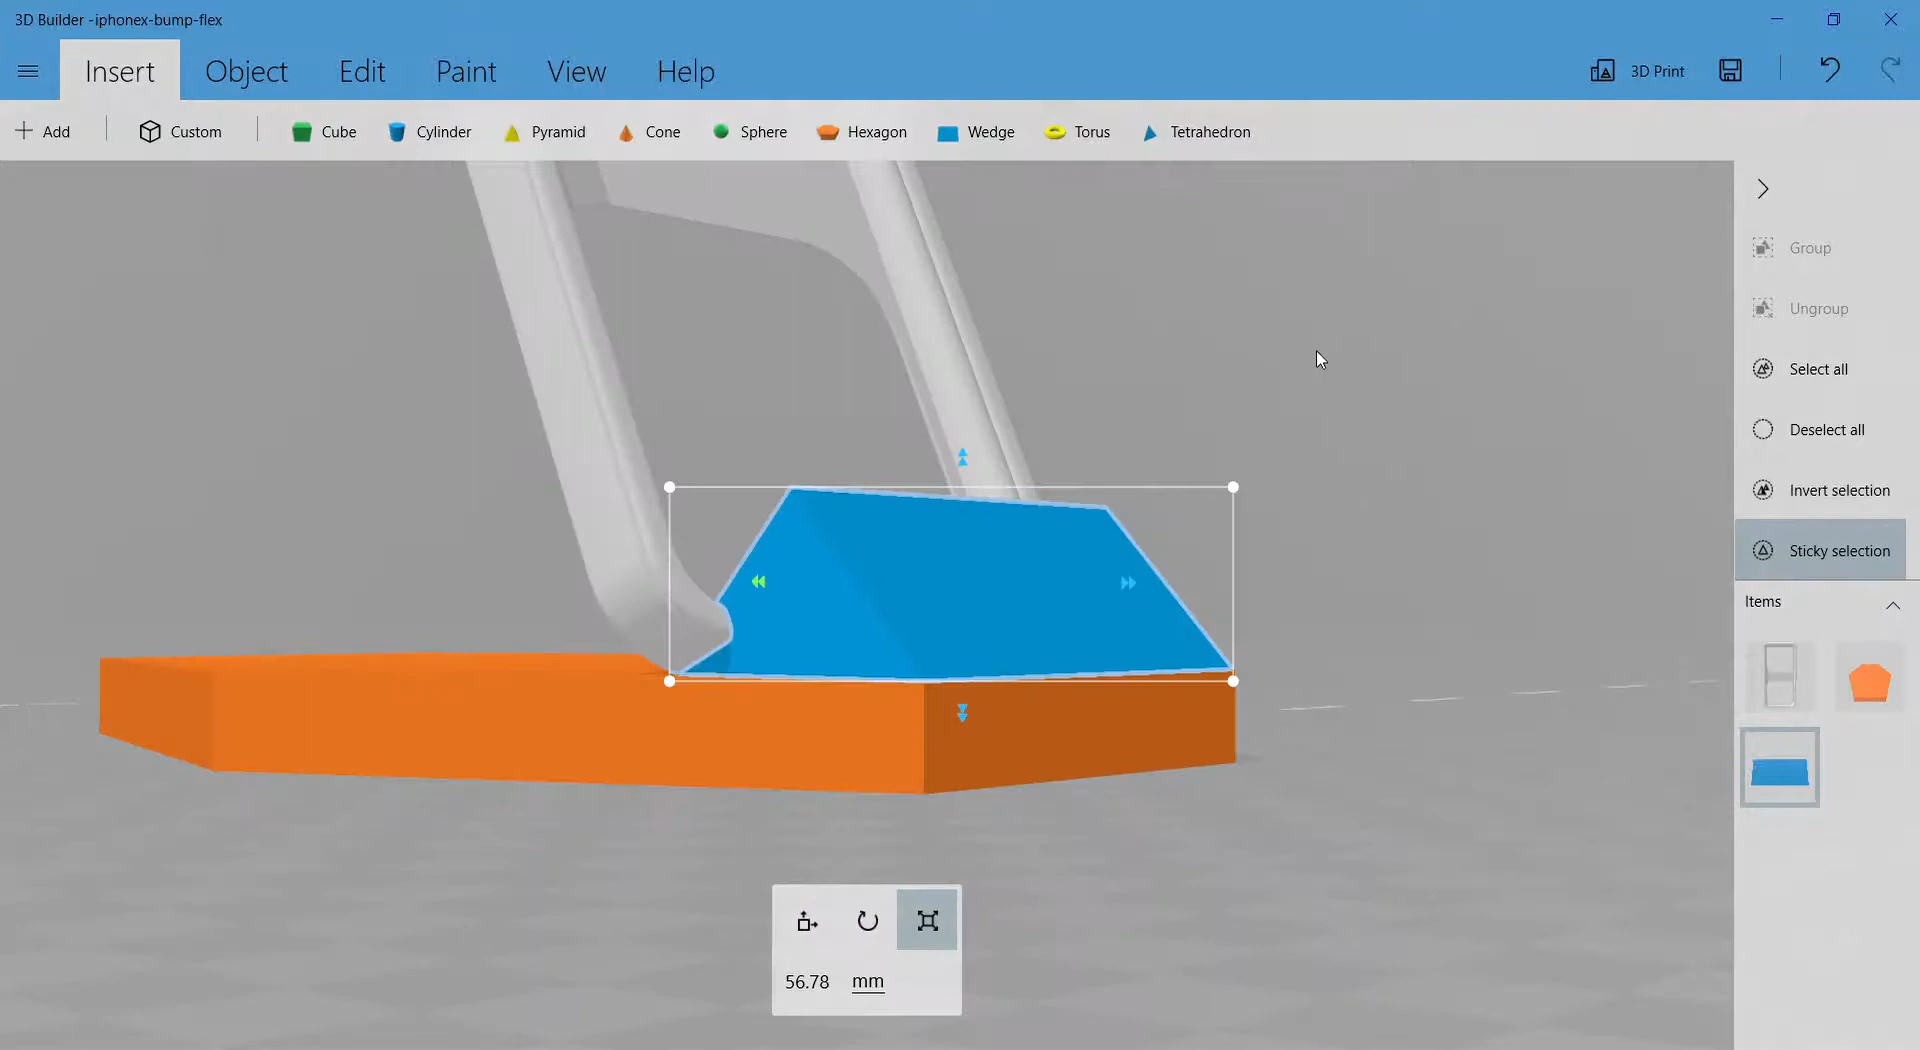 3D Builder -iphonex-bump-flex
Insert Object Edit Paint View Help 3D Print
Add Custom Cube Cylinder Pyramid Cone Sphere Hexagon Wedge Torus Tetrahedron
Group
Ungroup
Select all
Deselect all
Invert selection
Sticky selection
Items
56.78 mm